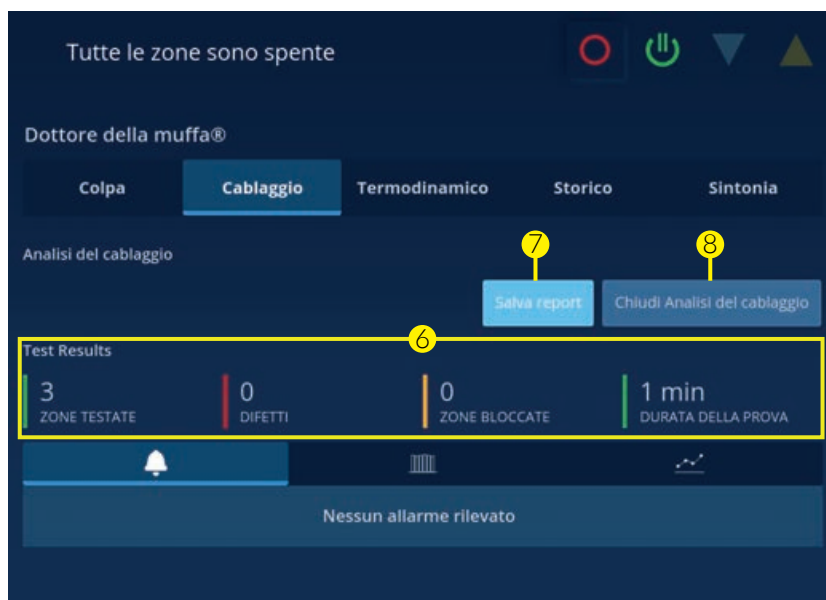 Tutte le zone sono spente
Dottore della muffa®
Colpa Cablaggio Termodinamico Storico Sintonia
Analisi del cablaggio
7 8
Salva report Chiudi Analisi del cablaggio
6
Test Results
3 0 0 1 min
ZONE TESTATE DIFETTI ZONE BLOCCATE DURATA DELLA PROVA
Nessun allarme rilevato